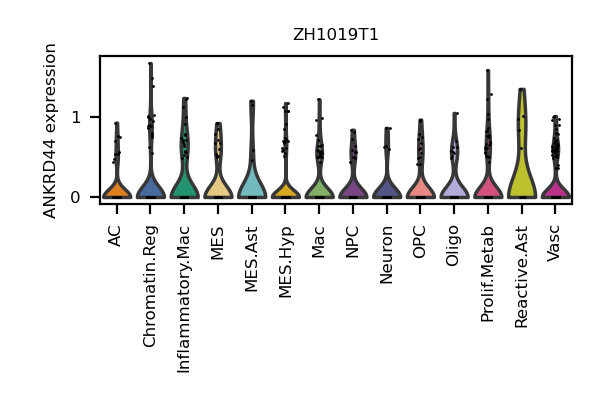 ZH1019T1
ANKRD44 expression
1
0
AC
Chromatin.Reg
Inflammatory.Mac
MES
MES.Ast
MES.Hyp
Mac
NPC
Neuron
OPC
Oligo
Prolif.Metab
Reactive.Ast
Vasc